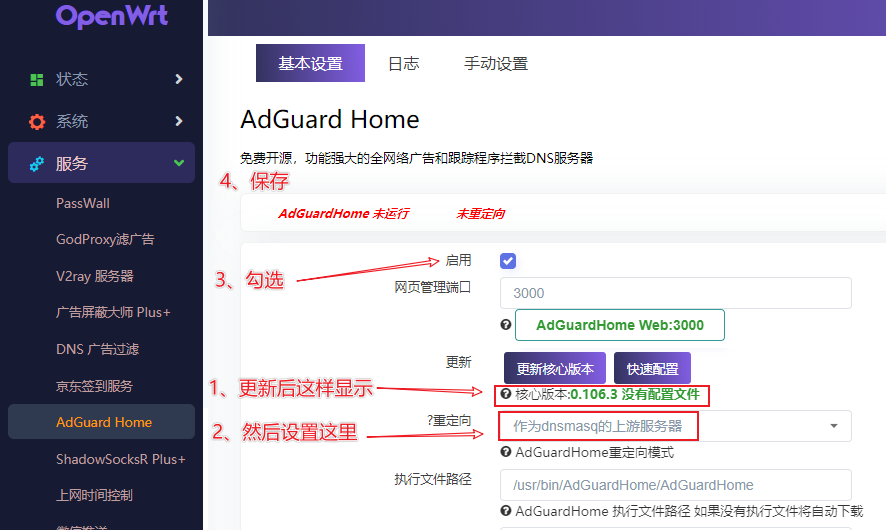 OpenWrt
状态
系统
服务
PassWall
GodProxy滤广告
V2ray 服务器
广告屏蔽大师 Plus+
DNS 广告过滤
京东签到服务
AdGuard Home
ShadowSocksR Plus+
上网时间控制
基本设置 日志 手动设置
AdGuard Home
免费开源，功能强大的全网络广告和跟踪程序拦截DNS服务器
4、保存
AdGuardHome 未运行 未重定向
3、勾选
启用
网页管理端口 3000
AdGuardHome Web:3000
更新 更新核心版本 快速配置
1、更新后这样显示
核心版本:0.106.3 没有配置文件
2、然后设置这里
?重定向 作为dnsmasq的上游服务器
AdGuardHome重定向模式
执行文件路径 /usr/bin/AdGuardHome/AdGuardHome
AdGuardHome 执行文件路径 如果没有执行文件将自动下载